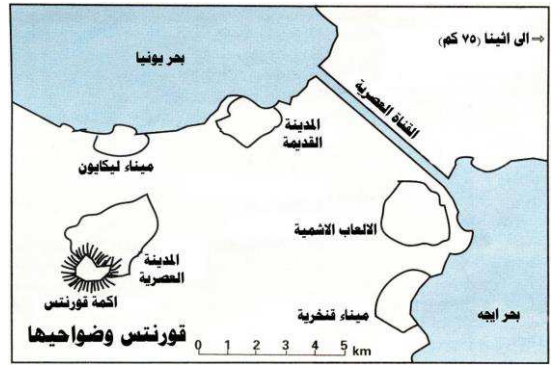 ⇨ الى اثينا (٧٥ كم)
بحر يونيا
القناة العصرية
المدينة
القديمة
ميناء ليكايون
الالعاب الاشمية
المدينة
العصرية
اكمة قورنتس
ميناء قنخرية
بحر ايجه
قورنتس وضواحيها
0 1 2 3 4 5 km